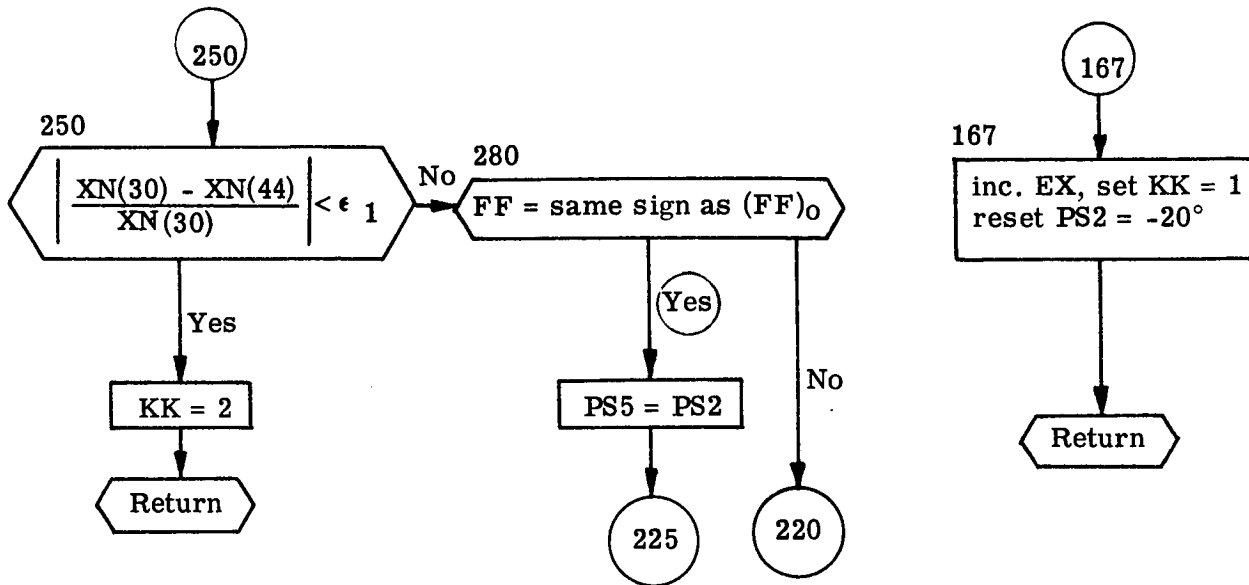 250
250
| XN(30) - XN(44)
XN(30) | < ϵ 1
Yes
KK = 2
Return
No
280
FF = same sign as (FF)o
Yes
PS5 = PS2
225
No
220
167
167
inc. EX, set KK = 1
reset PS2 = -20°
Return